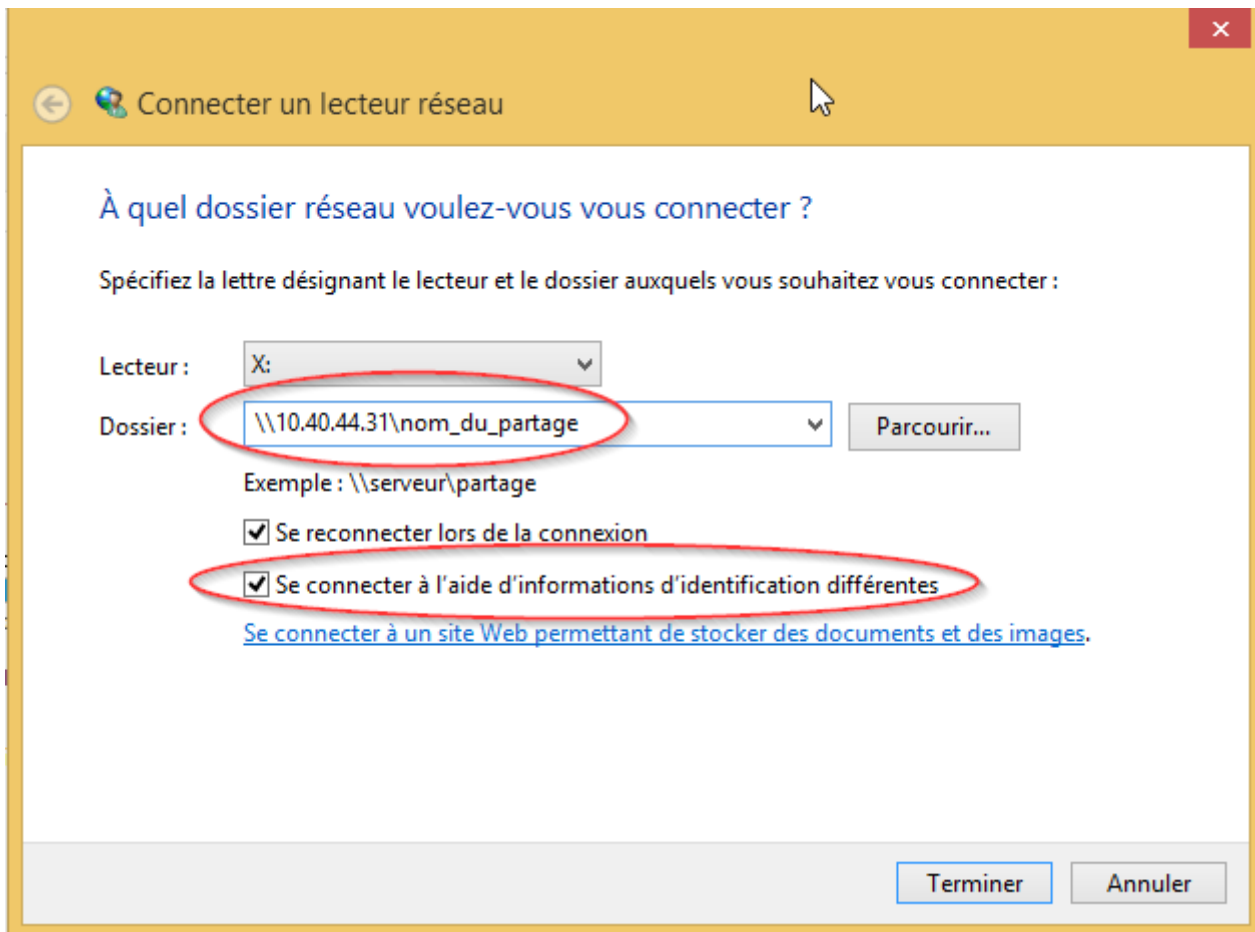 Connecter un lecteur réseau
À quel dossier réseau voulez-vous vous connecter ?
Spécifiez la lettre désignant le lecteur et le dossier auxquels vous souhaitez vous connecter :
Lecteur : X:
Dossier : \\10.40.44.31\nom_du_partage Parcourir...
Exemple : \\serveur\partage
Se reconnecter lors de la connexion
Se connecter à l'aide d'informations d'identification différentes
Se connecter à un site Web permettant de stocker des documents et des images.
Terminer Annuler